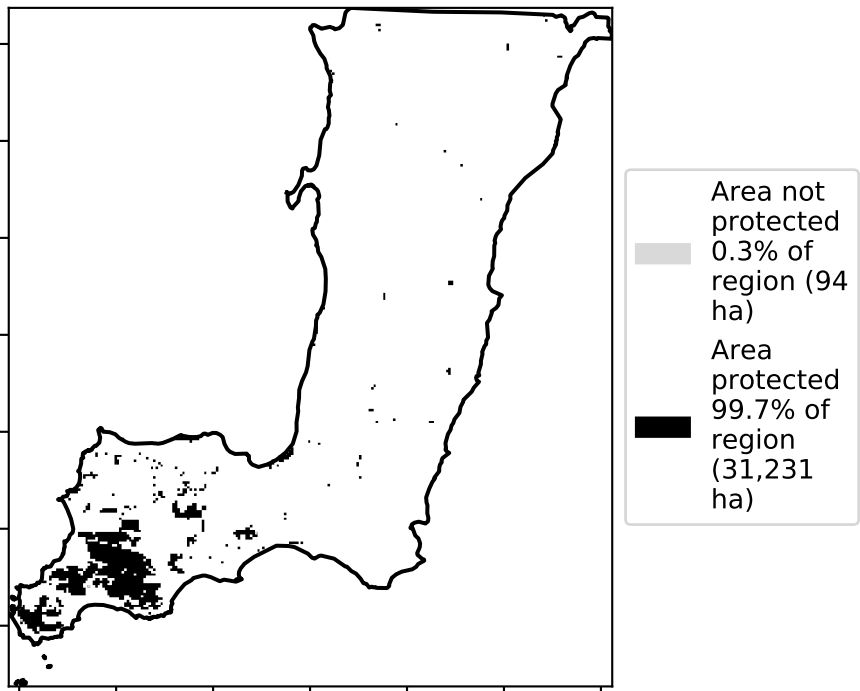 Area not
protected
0.3% of
region (94
ha)
Area
protected
99.7% of
region
(31,231
ha)